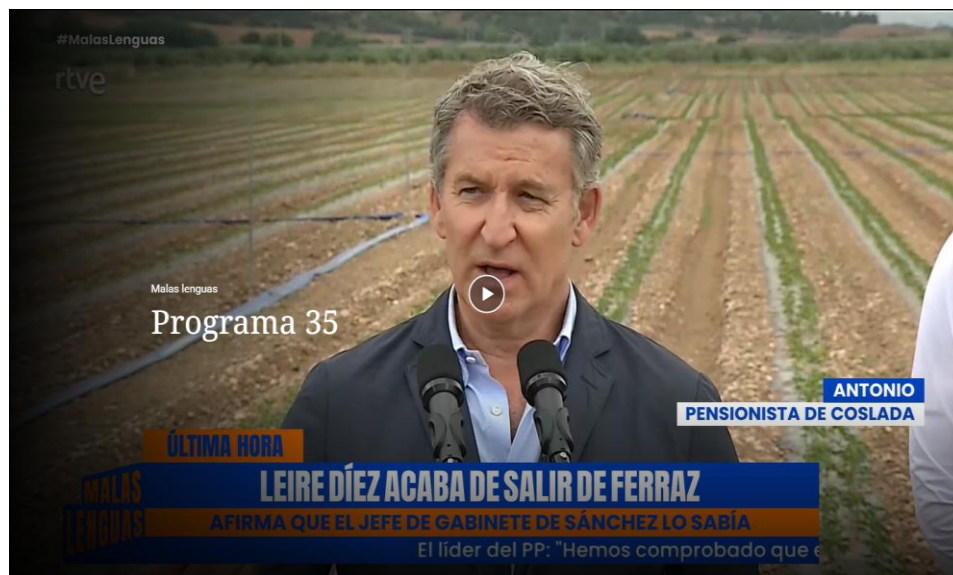 #MalasLenguas
rtve
Malas lenguas
Programa 35
ANTONIO
PENSIONISTA DE COSLADA
ÚLTIMA HORA
MALAS
LENGUAS
LEIRE DÍEZ ACABA DE SALIR DE FERRAZ
AFIRMA QUE EL JEFE DE GABINETE DE SÁNCHEZ LO SABÍA
El líder del PP: "Hemos comprobado que e